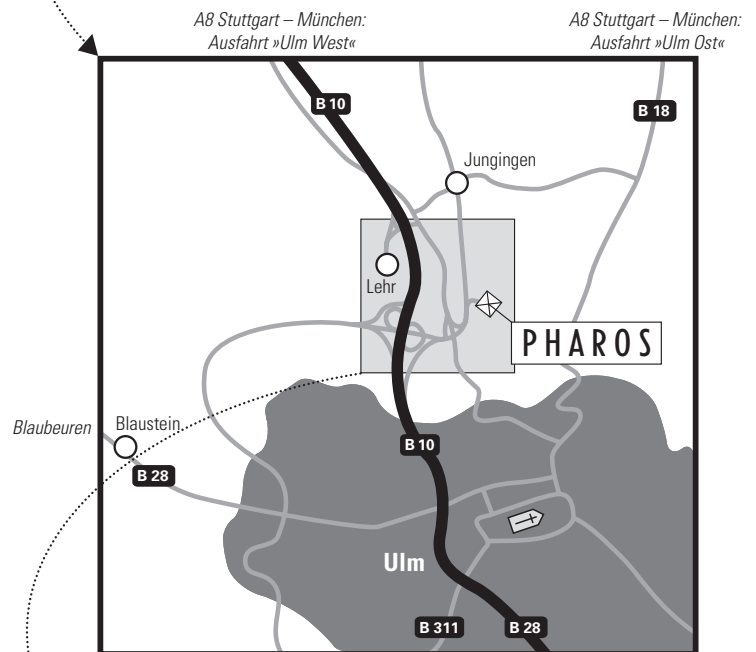 A8 Stuttgart – München:
Ausfahrt »Ulm West«
A8 Stuttgart – München:
Ausfahrt »Ulm Ost«
B 10
B 18
Jungingen
Lehr
PHAROS
Blaubeuren
Blaustein
B 28
B 10
Ulm
B 311
B 28